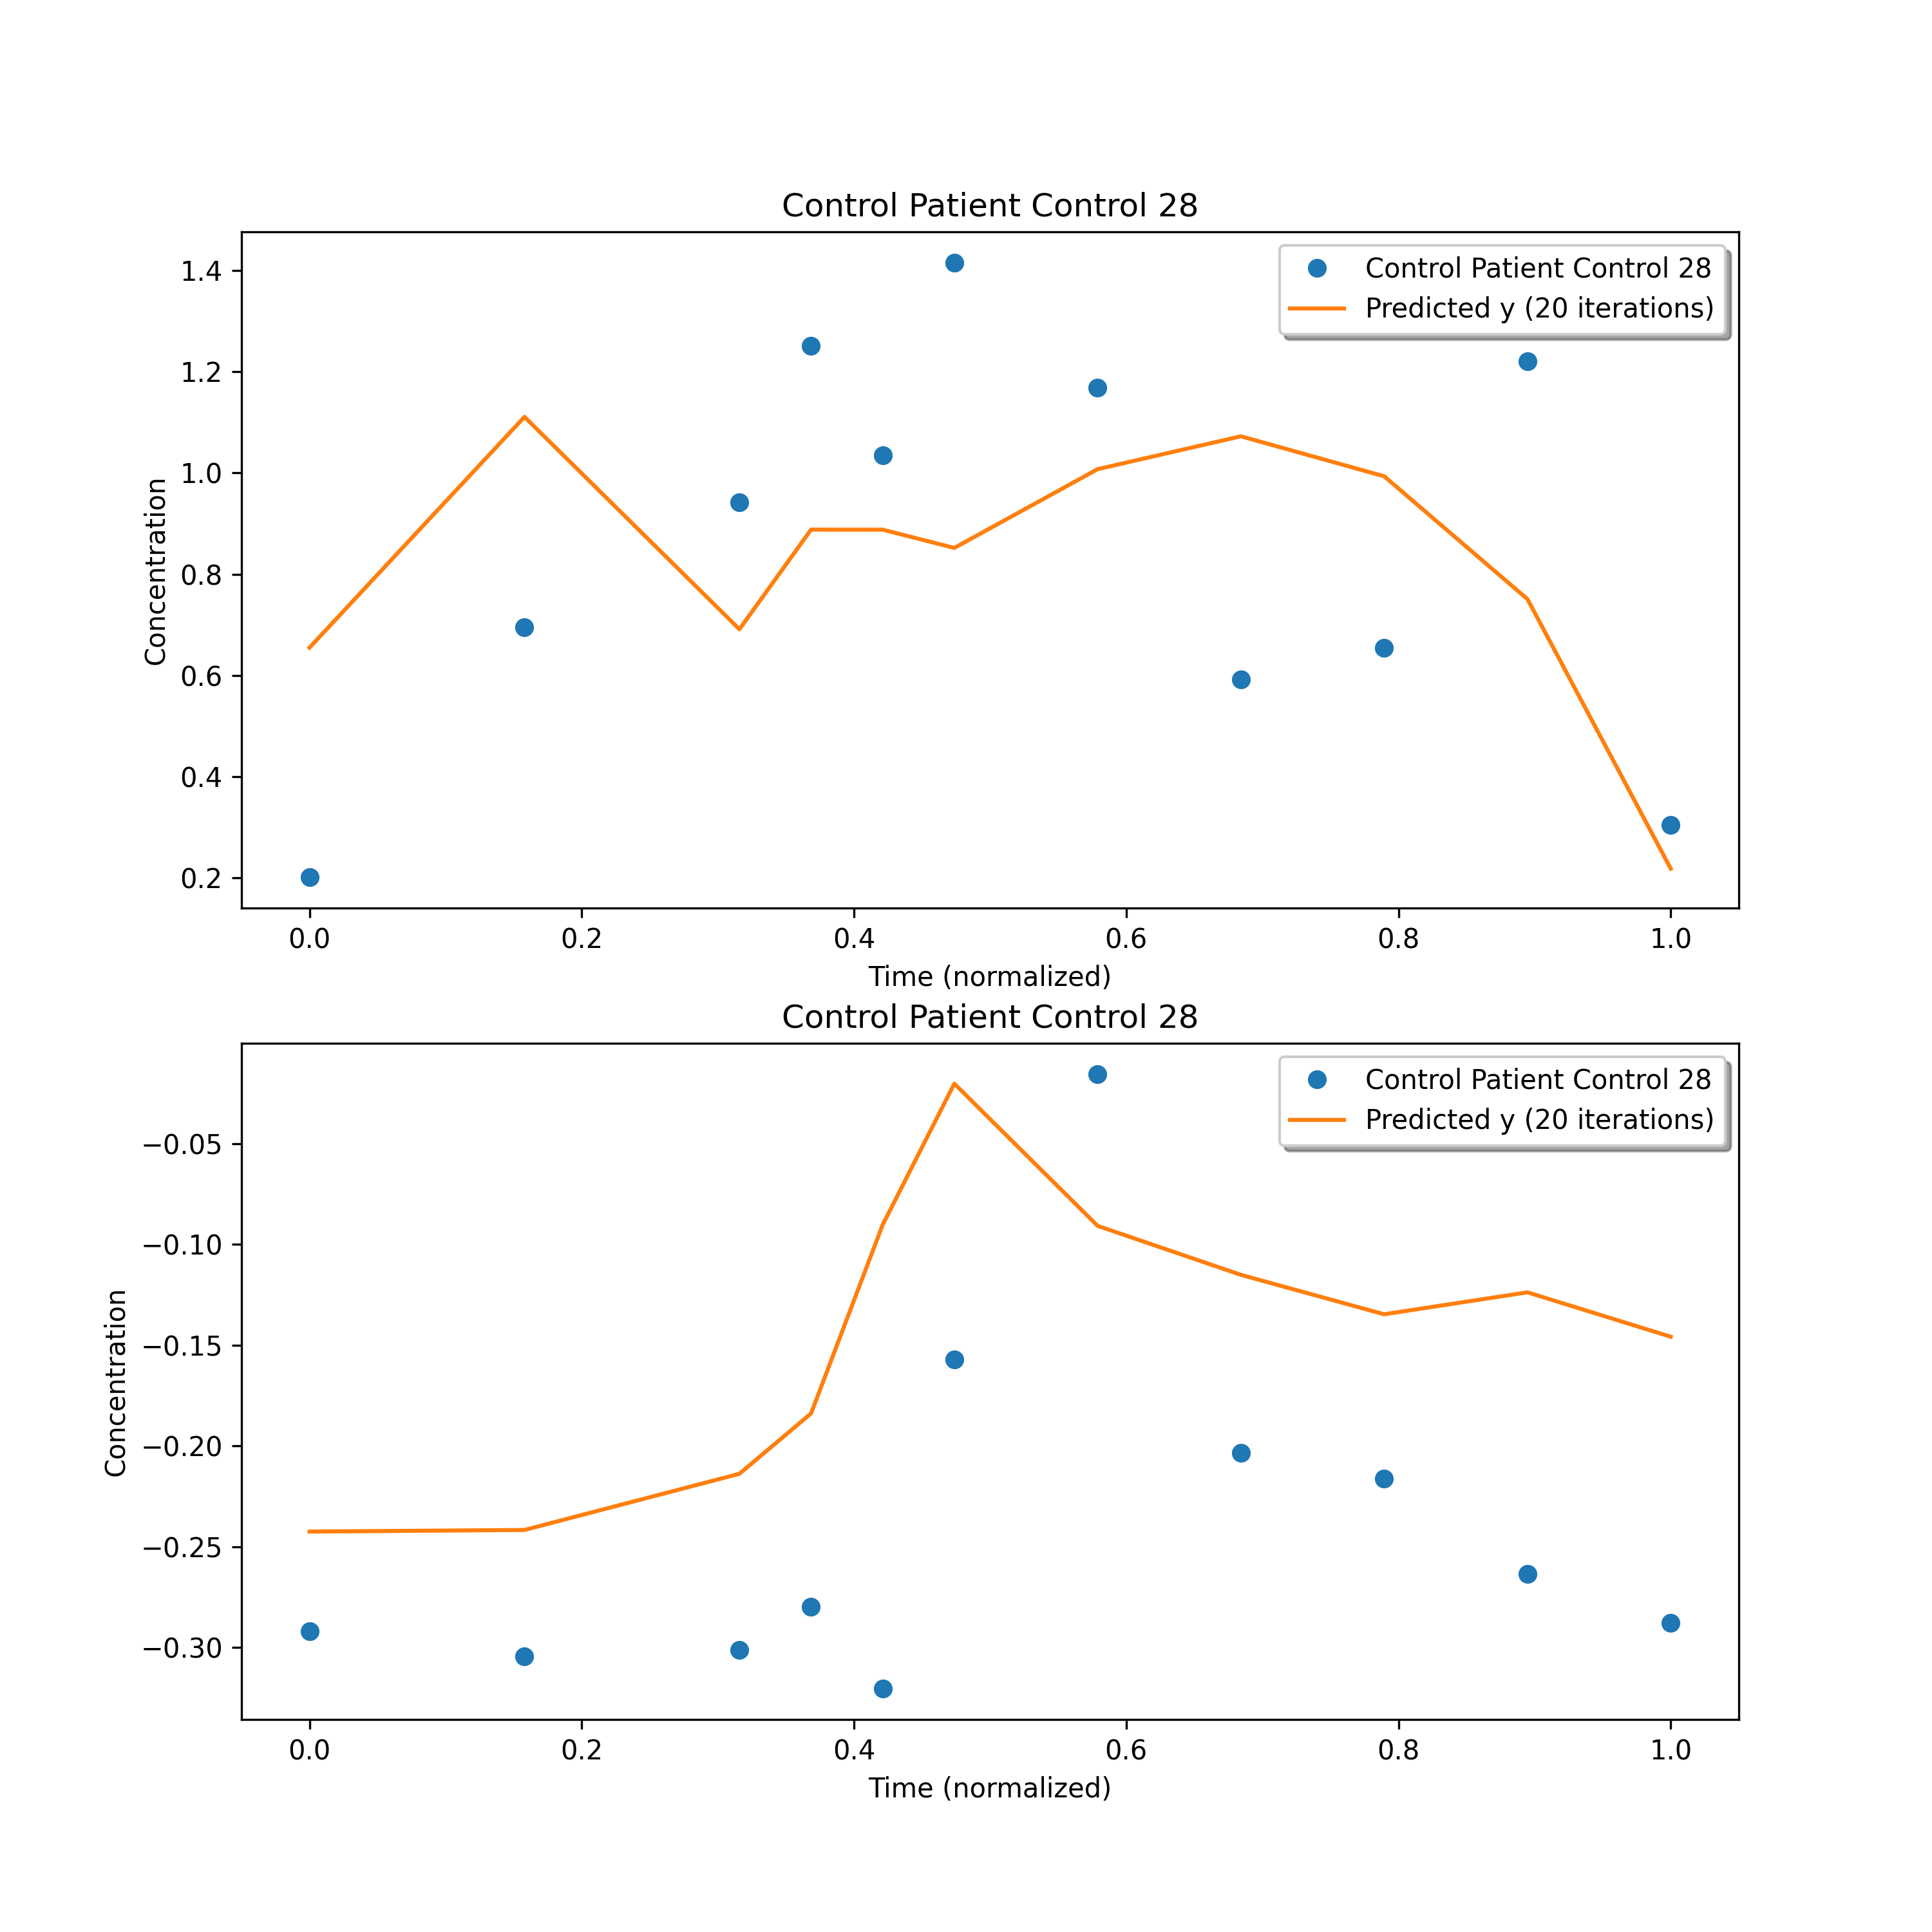 Control Patient Control 28
Control Patient Control 28
Predicted y (20 iterations)
1.4
1.2
1.0
0.8
0.6
0.4
0.2
Concentration
0.0 0.2 0.4 0.6 0.8 1.0
Time (normalized)
Control Patient Control 28
Control Patient Control 28
Predicted y (20 iterations)
−0.05
−0.10
−0.15
−0.20
−0.25
−0.30
Concentration
0.0 0.2 0.4 0.6 0.8 1.0
Time (normalized)